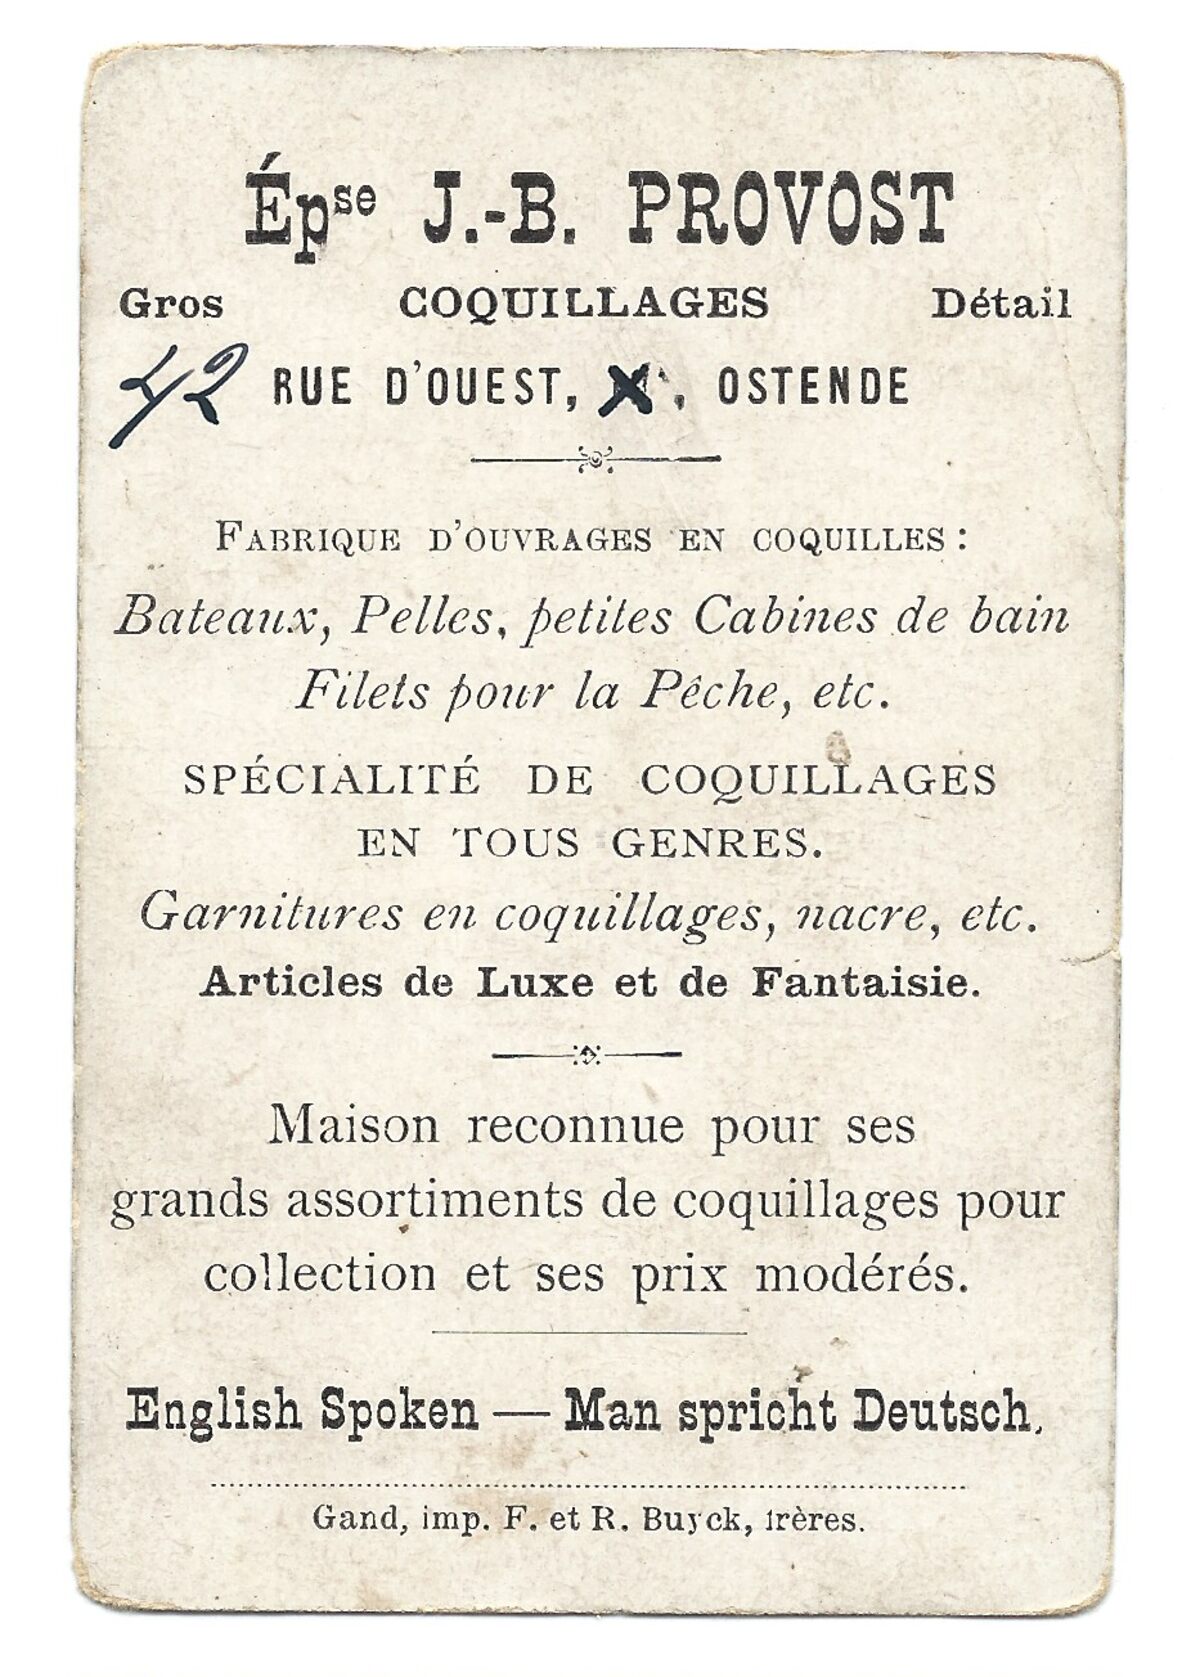 Épse J.-B. PROVOST
Gros COQUILLAGES Détail
42 RUE D'OUEST, , OSTENDE
FABRIQUE D'OUVRAGES EN COQUILLES :
Bateaux, Pelles, petites Cabines de bain
Filets pour la Pêche, etc.
SPÉCIALITÉ DE COQUILLAGES
EN TOUS GENRES.
Garnitures en coquillages, nacre, etc.
Articles de Luxe et de Fantaisie.
Maison reconnue pour ses
grands assortiments de coquillages pour
collection et ses prix modérés.
English Spoken — Man spricht Deutsch.
Gand, imp. F. et R. Buyck, frères.